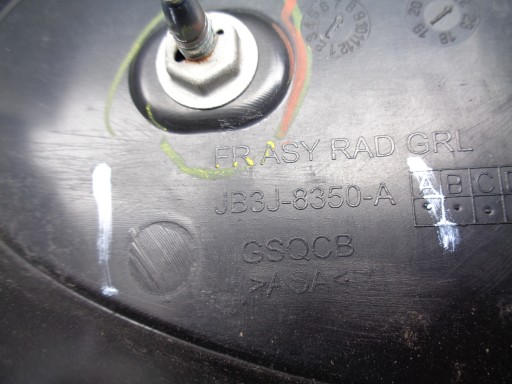 FR ASY RAD GRL
JB3J-8350-A
A B C
GSQCB
>ASA<